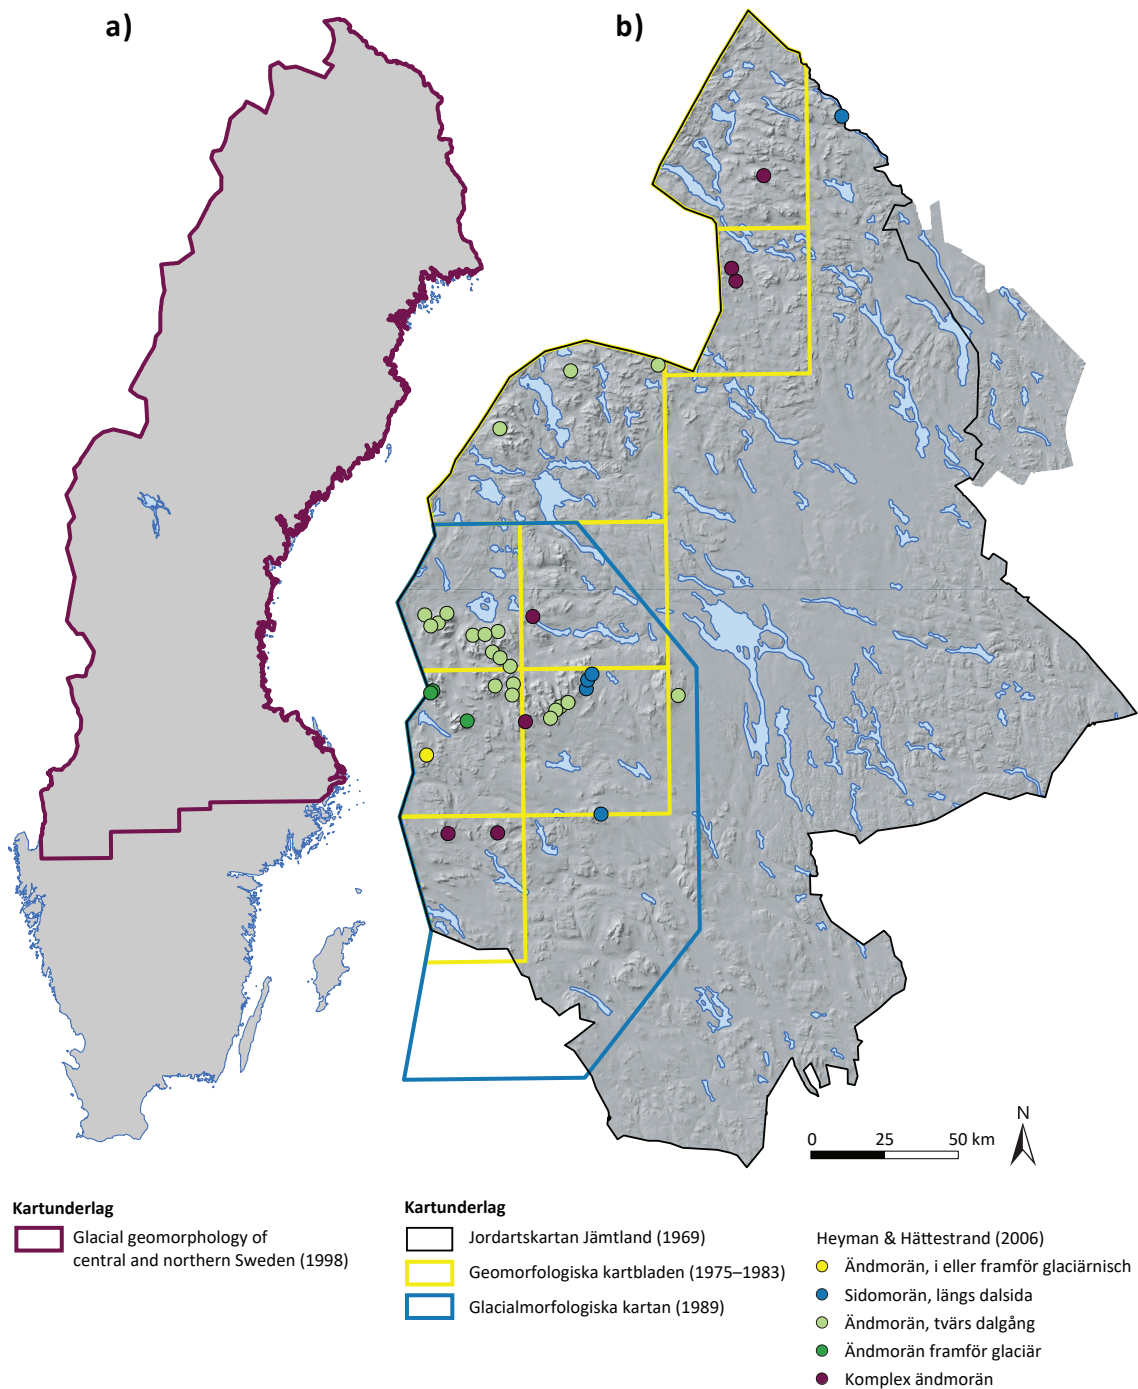 a)
b)
N
0 25 50 km
Kartunderlag
Glacial geomorphology of
central and northern Sweden (1998)
Kartunderlag
Jordartskartan Jämtland (1969)
Geomorfologiska kartbladen (1975–1983)
Glacialmorfologiska kartan (1989)
Heyman & Hättestrand (2006)
Ändmorän, i eller framför glaciärnisch
Sidomorän, längs dalsida
Ändmorän, tvärs dalgång
Ändmorän framför glaciär
Komplex ändmorän